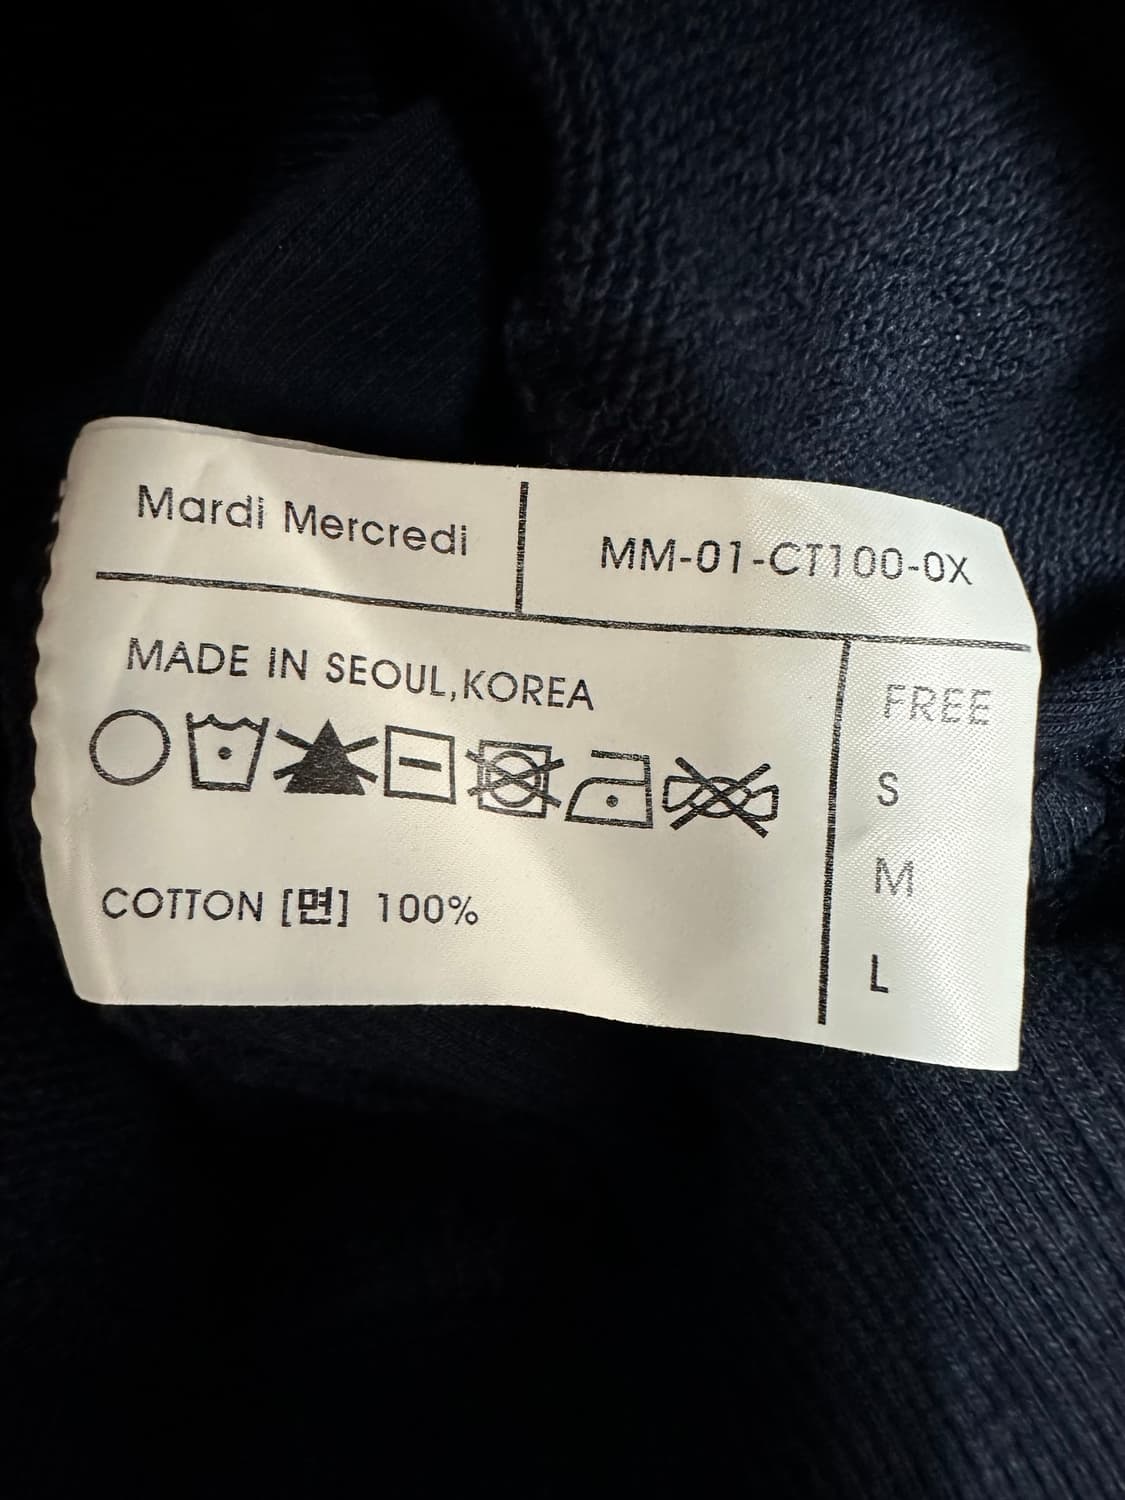 Mardi Mercredi
MM-01-CT100-0X
MADE IN SEOUL,KOREA
COTTON [면] 100%
FREE
S
M
L